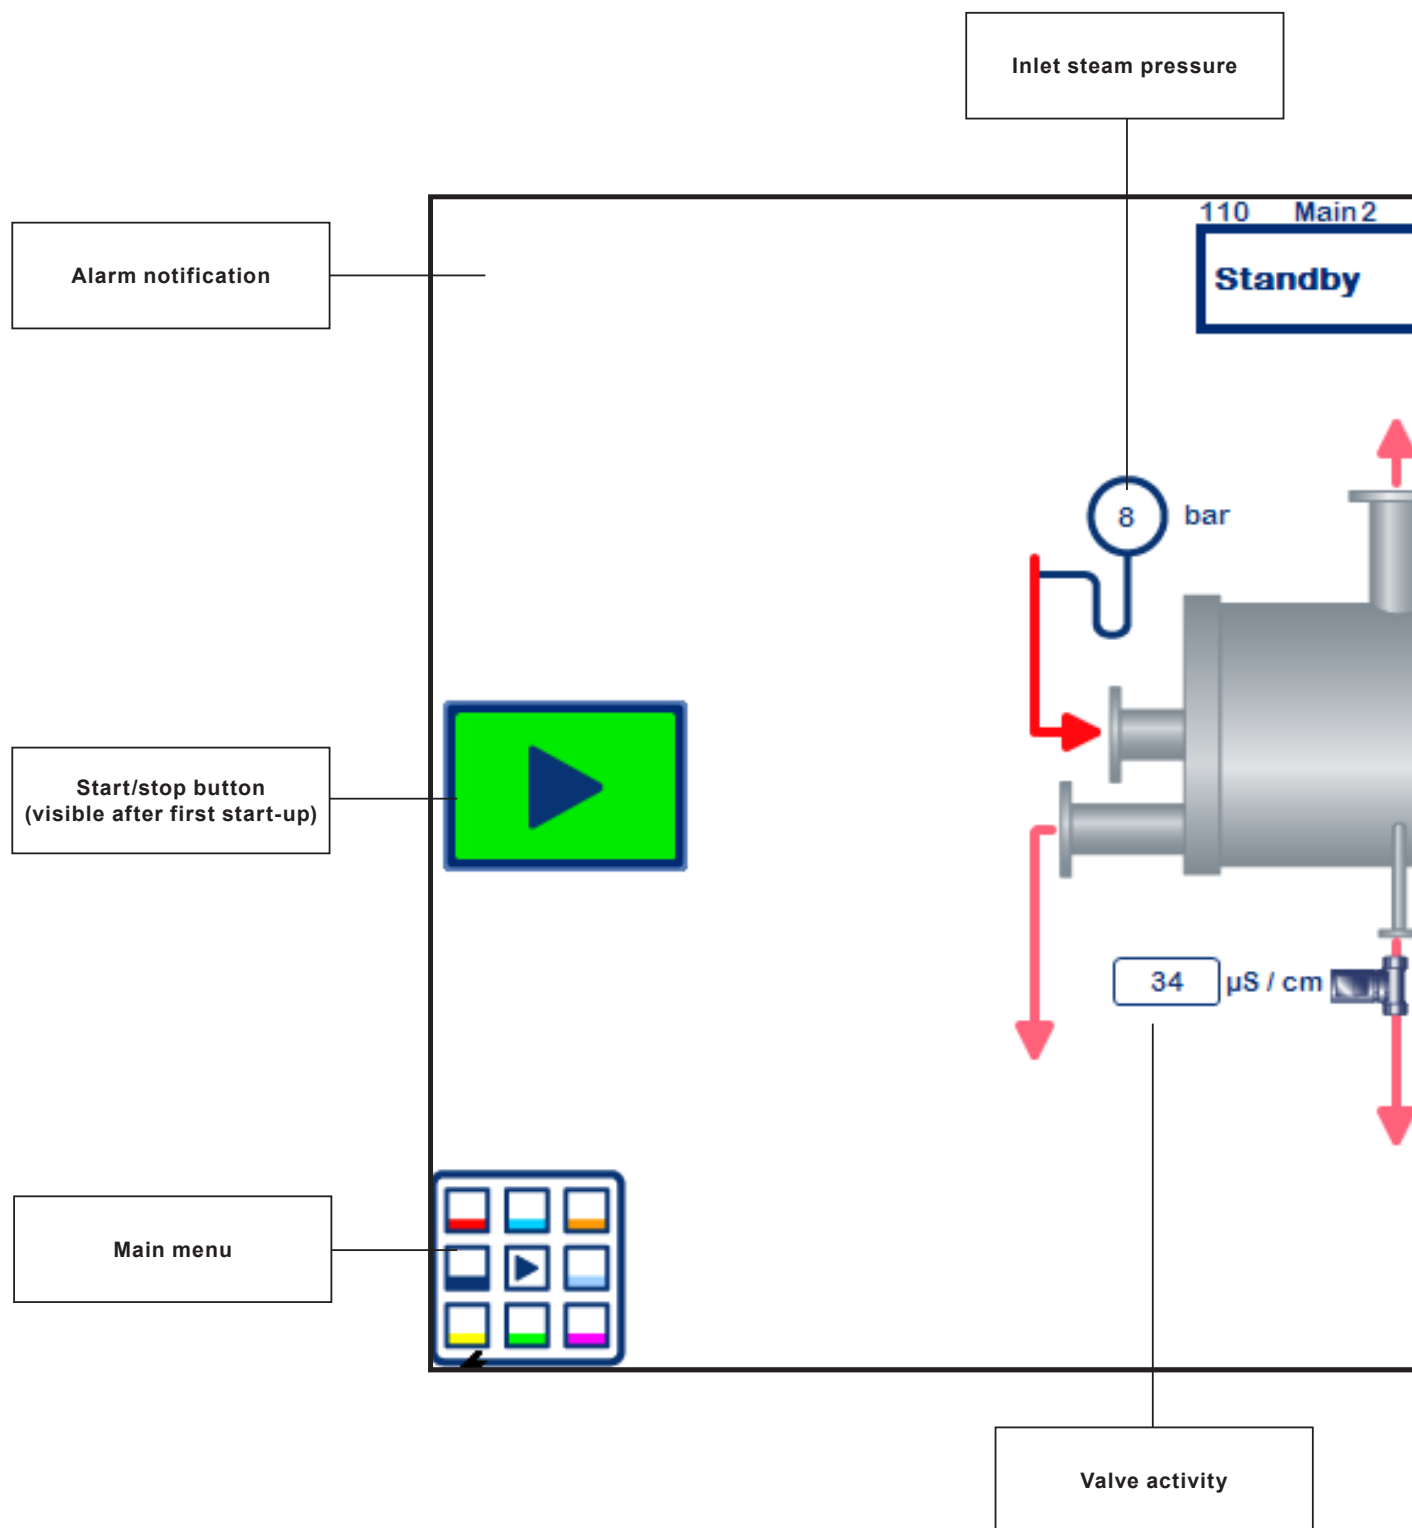 Inlet steam pressure
110 Main 2
Alarm notification
Standby
8 bar
Start/stop button
(visible after first start-up)
34 µS / cm
Main menu
Valve activity